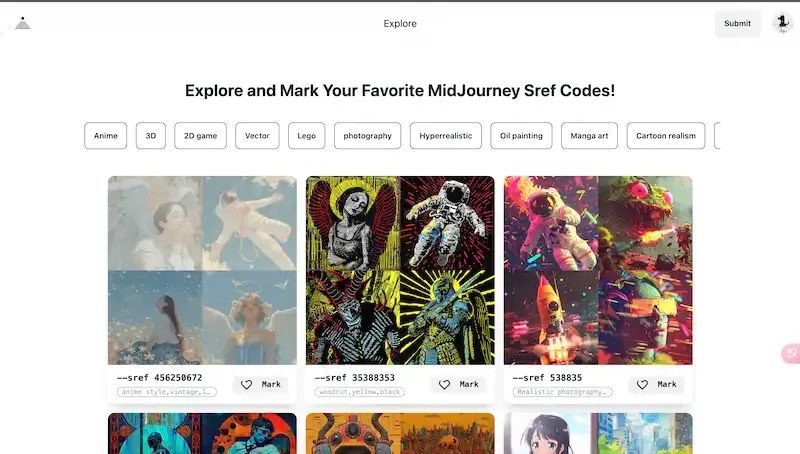 Explore
Submit
Explore and Mark Your Favorite MidJourney Sref Codes!
Anime
3D
2D game
Vector
Lego
photography
Hyperrealistic
Oil painting
Manga art
Cartoon realism
--sref 456250672
anime style,vintage,l…
Mark
--sref 35388353
woodcut,yellow,black
Mark
--sref 538835
Realistic photography…
Mark